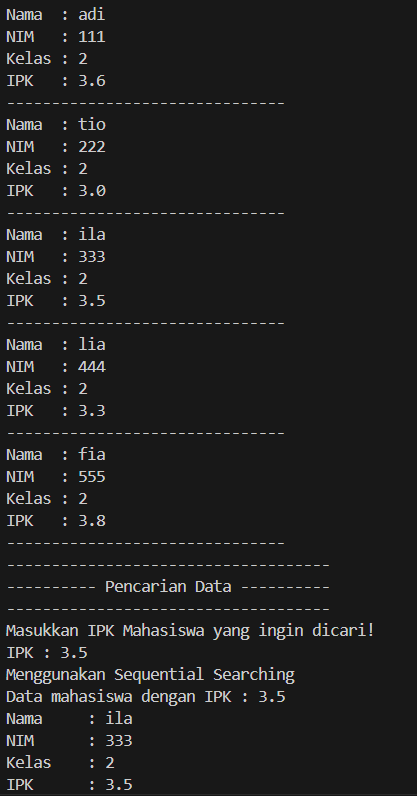 Nama  : adi
NIM   : 111
Kelas : 2
IPK   : 3.6
-------------------------------
Nama  : tio
NIM   : 222
Kelas : 2
IPK   : 3.0
-------------------------------
Nama  : ila
NIM   : 333
Kelas : 2
IPK   : 3.5
-------------------------------
Nama  : lia
NIM   : 444
Kelas : 2
IPK   : 3.3
-------------------------------
Nama  : fia
NIM   : 555
Kelas : 2
IPK   : 3.8
-------------------------------
------------------------------------
---------- Pencarian Data ----------
------------------------------------
Masukkan IPK Mahasiswa yang ingin dicari!
IPK : 3.5
Menggunakan Sequential Searching
Data mahasiswa dengan IPK : 3.5
Nama     : ila
NIM      : 333
Kelas    : 2
IPK      : 3.5